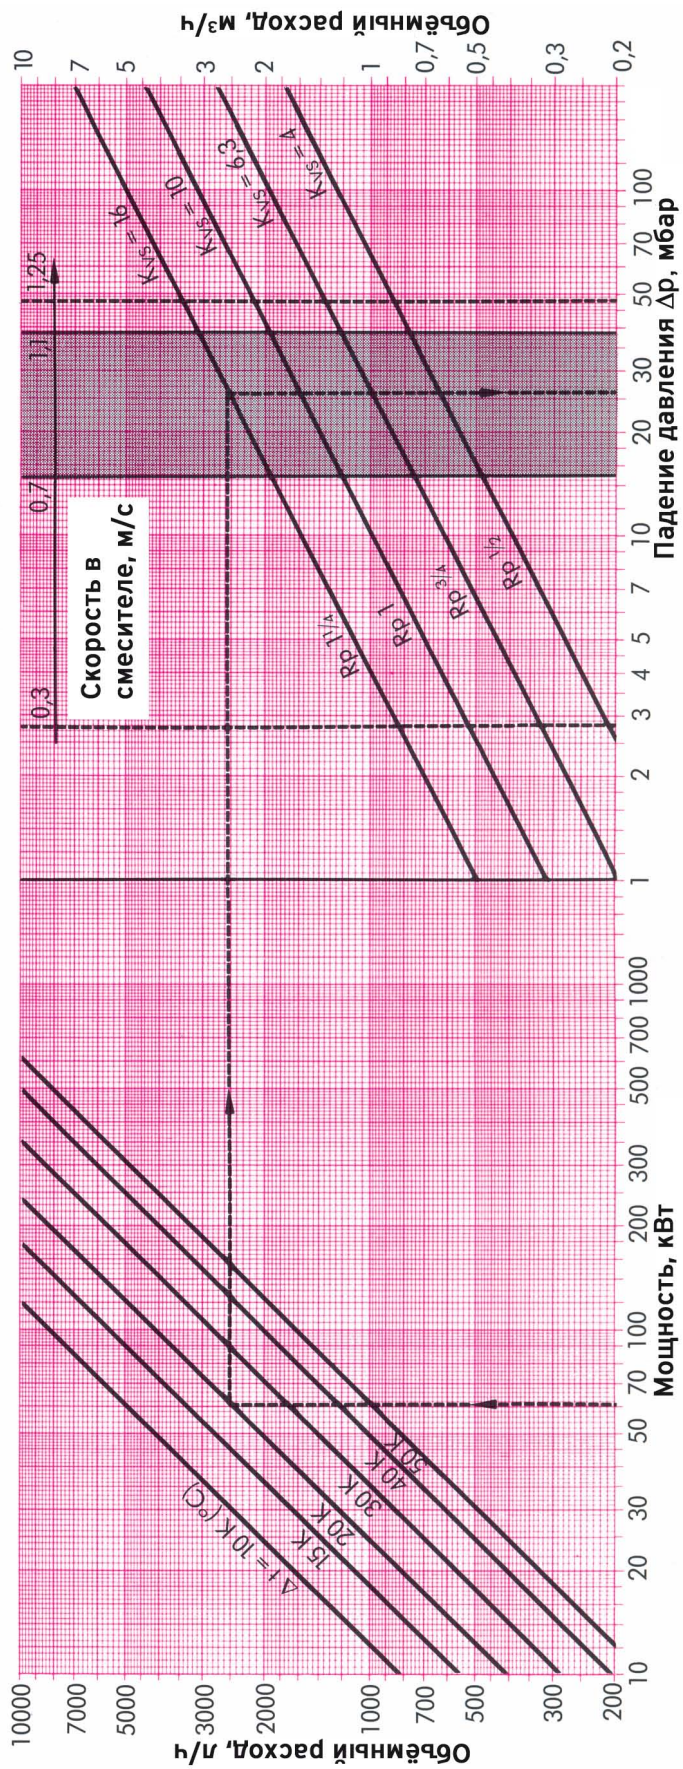 Объёмный расход, л/ч
10000
7000
5000
3000
2000
1000
700
500
300
200
Δt = 10K (°C)
15 K
20 K
30 K
40 K
50 K
10
20
30
50
70
100
200
300
500
700
1000
Мощность, кВт
0,3
0,7
1,1
1,25
Скорость в
смесителе, м/с
Rp 1 1/4
Rp 1
Rp 3/4
Rp 1/2
Kvs = 16
Kvs = 10
Kvs = 6,3
Kvs = 4
1
2
3
4
5
7
10
20
30
50
70
100
Падение давления Δp, мбар
10
7
5
3
2
1
0,7
0,5
0,3
0,2
Объёмный расход, м³/ч